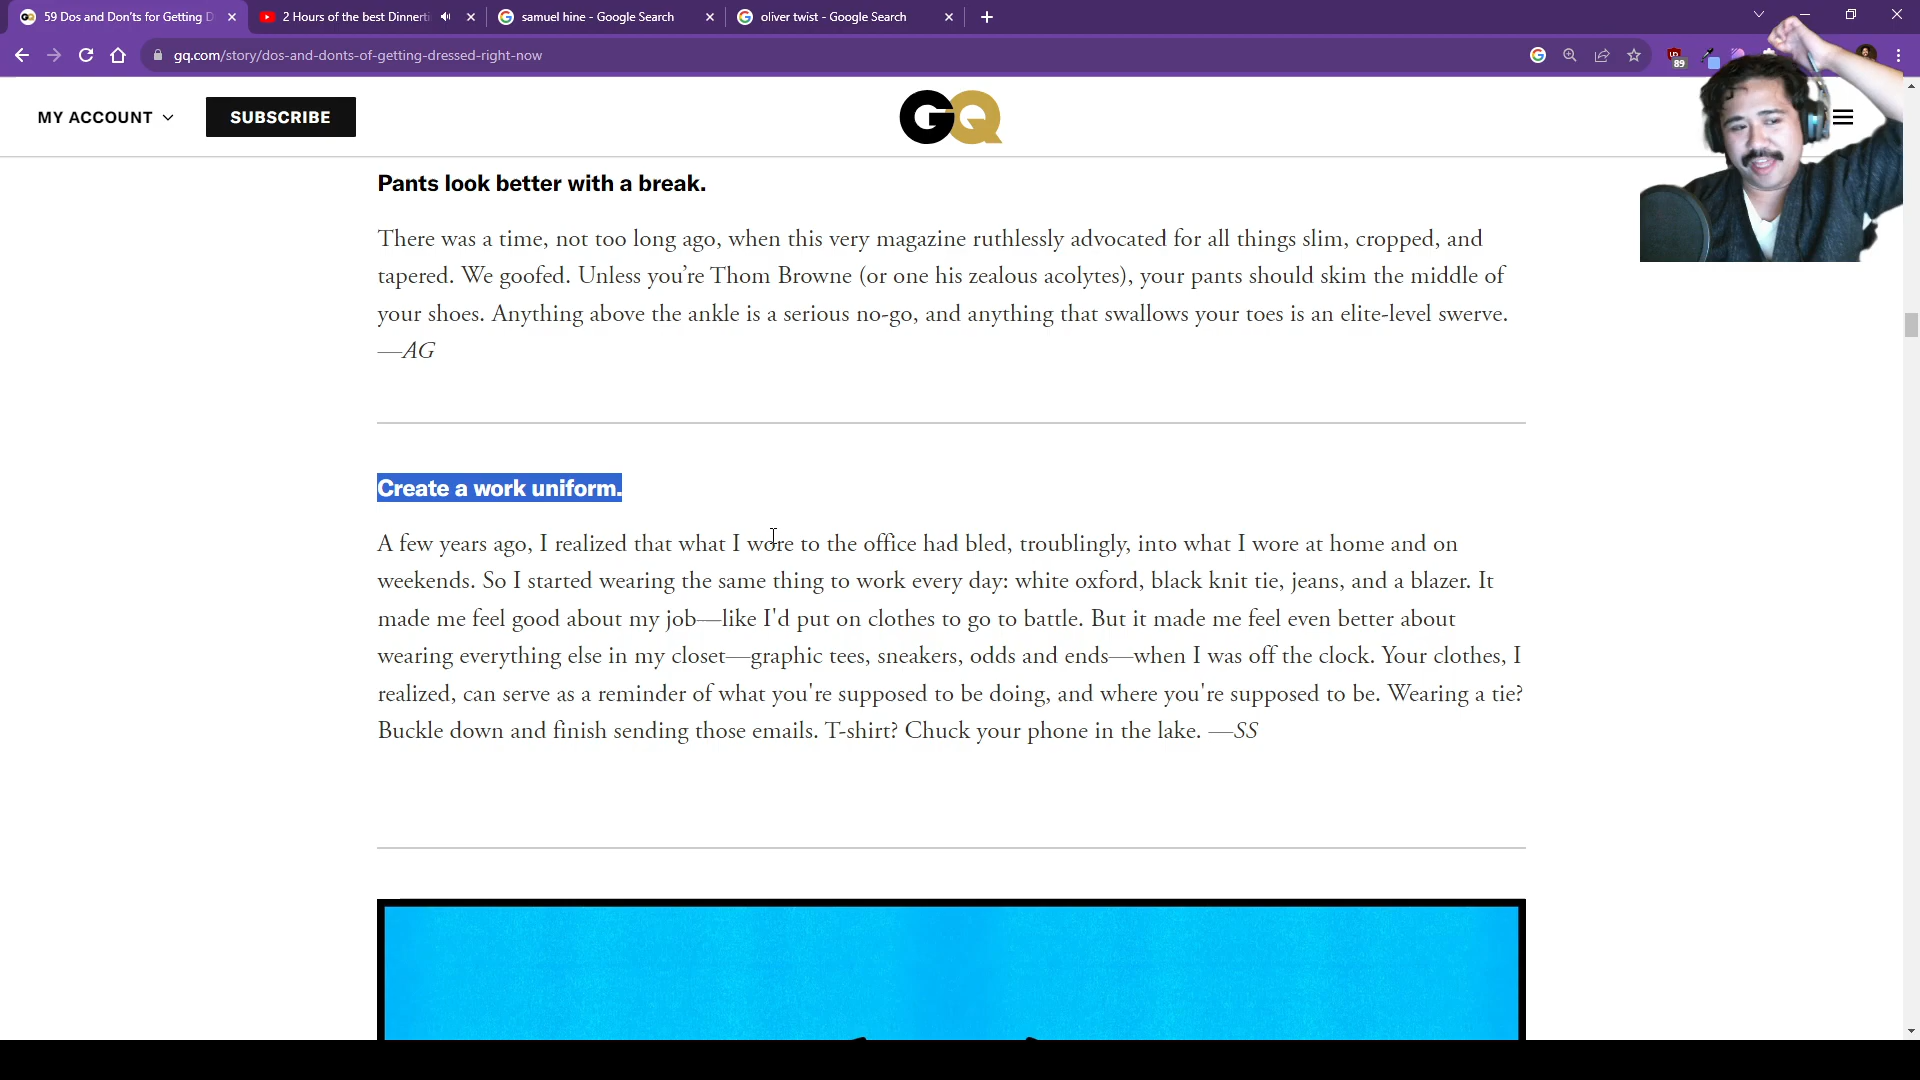 59 Dos and Don'ts for Getting D
2 Hours of the best Dinnerti
samuel hine - Google Search
oliver twist - Google Search
gq.com/story/dos-and-donts-of-getting-dressed-right-now
89
MY ACCOUNT
SUBSCRIBE
GQ
Pants look better with a break.
There was a time, not too long ago, when this very magazine ruthlessly advocated for all things slim, cropped, and
tapered. We goofed. Unless you’re Thom Browne (or one his zealous acolytes), your pants should skim the middle of
your shoes. Anything above the ankle is a serious no-go, and anything that swallows your toes is an elite-level swerve.
—AG
Create a work uniform.
A few years ago, I realized that what I wore to the office had bled, troublingly, into what I wore at home and on
weekends. So I started wearing the same thing to work every day: white oxford, black knit tie, jeans, and a blazer. It
made me feel good about my job—like I'd put on clothes to go to battle. But it made me feel even better about
wearing everything else in my closet—graphic tees, sneakers, odds and ends—when I was off the clock. Your clothes, I
realized, can serve as a reminder of what you're supposed to be doing, and where you're supposed to be. Wearing a tie?
Buckle down and finish sending those emails. T-shirt? Chuck your phone in the lake. —SS